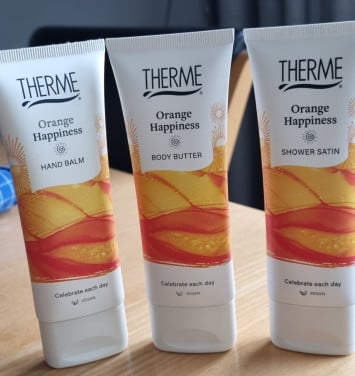 THERME
Orange
Happiness
HAND BALM
Celebrate each day
VEGAN
THERME
Orange
Happiness
BODY BUTTER
Celebrate each day
VEGAN
THERME
Orange
Happiness
SHOWER SATIN
Celebrate each day
VEGAN